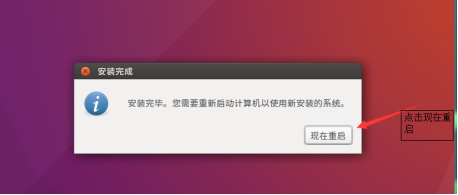 安装完成
安装完毕。您需要重新启动计算机以使用新安装的系统。
现在重启
点击现在重
启